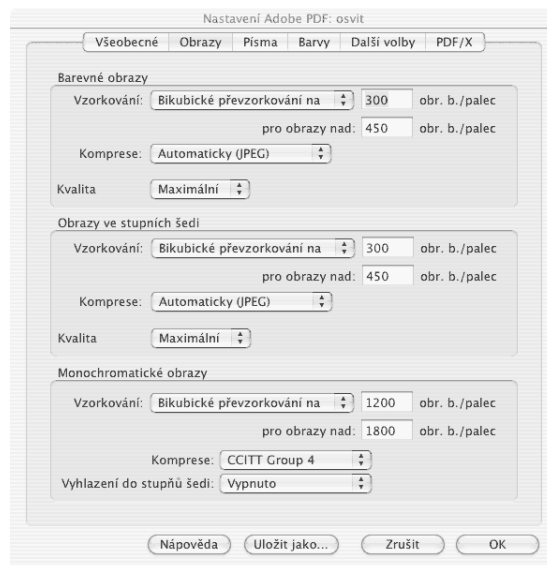 Nastavení Adobe PDF: osvit
Všeobecné Obrazy Písma Barvy Další volby PDF/X
Barevné obrazy
Vzorkování: Bikubické převzorkování na 300 obr. b./palec
pro obrazy nad: 450 obr. b./palec
Komprese: Automaticky (JPEG)
Kvalita Maximální
Obrazy ve stupních šedi
Vzorkování: Bikubické převzorkování na 300 obr. b./palec
pro obrazy nad: 450 obr. b./palec
Komprese: Automaticky (JPEG)
Kvalita Maximální
Monochromatické obrazy
Vzorkování: Bikubické převzorkování na 1200 obr. b./palec
pro obrazy nad: 1800 obr. b./palec
Komprese: CCITT Group 4
Vyhlazení do stupňů šedi: Vypnuto
Nápověda Uložit jako... Zrušit OK